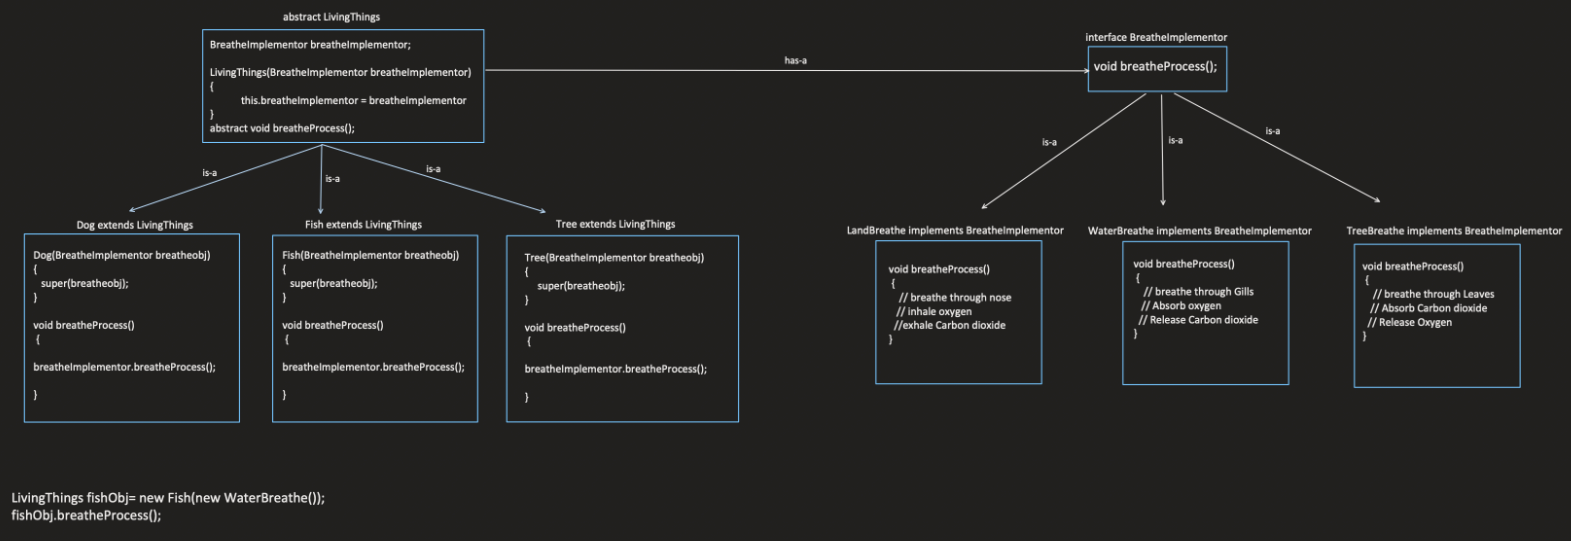 abstract LivingThings
BreatheImplementor breatheImplementor;
LivingThings(BreatheImplementor breatheImplementor)
{
this.breatheImplementor = breatheImplementor
}
abstract void breatheProcess();
has-a
interface BreatheImplementor
void breatheProcess();
is-a
is-a
is-a
is-a
is-a
is-a
Dog extends LivingThings
Dog(BreatheImplementor breatheobj)
{
super(breatheobj);
}
void breatheProcess()
{
breatheImplementor.breatheProcess();
}
Fish extends LivingThings
Fish(BreatheImplementor breatheobj)
{
super(breatheobj);
}
void breatheProcess()
{
breatheImplementor.breatheProcess();
}
Tree extends LivingThings
Tree(BreatheImplementor breatheobj)
{
super(breatheobj);
}
void breatheProcess()
{
breatheImplementor.breatheProcess();
}
LandBreathe implements BreatheImplementor
void breatheProcess()
{
// breathe through nose
// inhale oxygen
//exhale Carbon dioxide
}
WaterBreathe implements BreatheImplementor
void breatheProcess()
{
// breathe through Gills
// Absorb oxygen
// Release Carbon dioxide
}
TreeBreathe implements BreatheImplementor
void breatheProcess()
{
// breathe through Leaves
// Absorb Carbon dioxide
// Release Oxygen
}
LivingThings fishObj= new Fish(new WaterBreathe());
fishObj.breatheProcess();